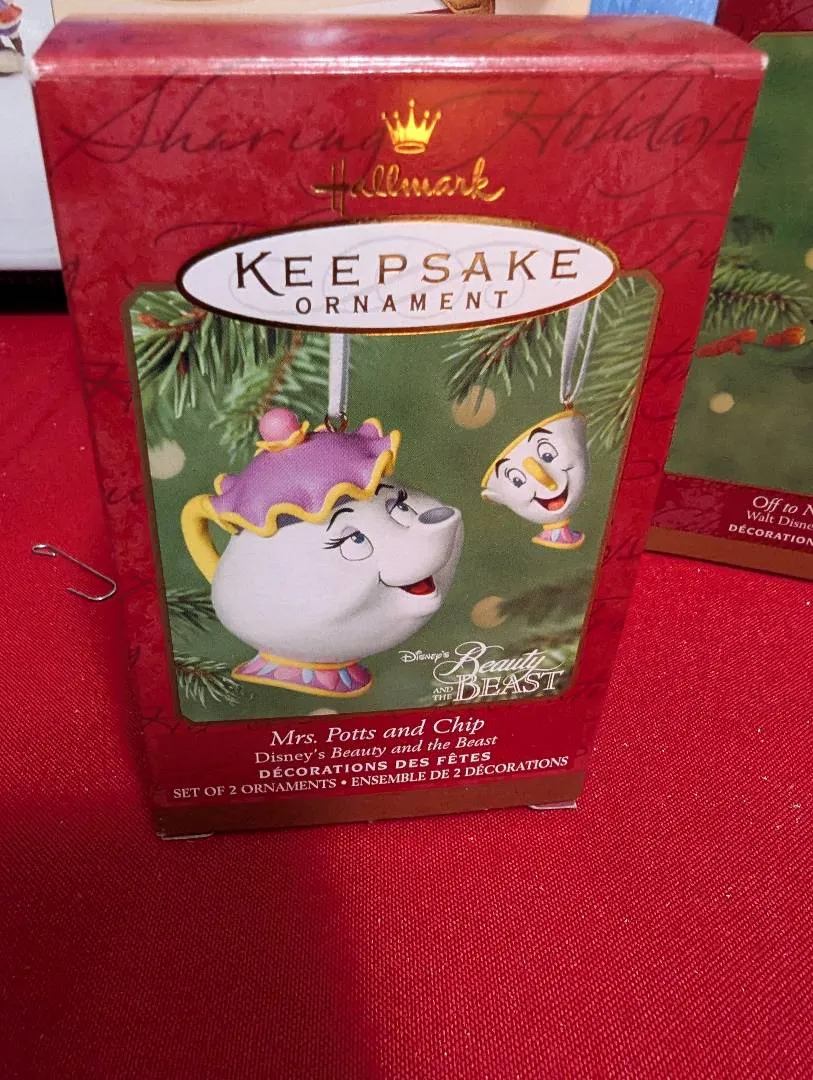 Sharing Holidays
Hallmark
KEEPSAKE
ORNAMENT
DISNEY'S
Beauty
AND THE BEAST
Mrs. Potts and Chip
Disney's Beauty and the Beast
DÉCORATIONS DES FÊTES
SET OF 2 ORNAMENTS • ENSEMBLE DE 2 DÉCORATIONS
Off to N
Walt Disne
DÉCORATION